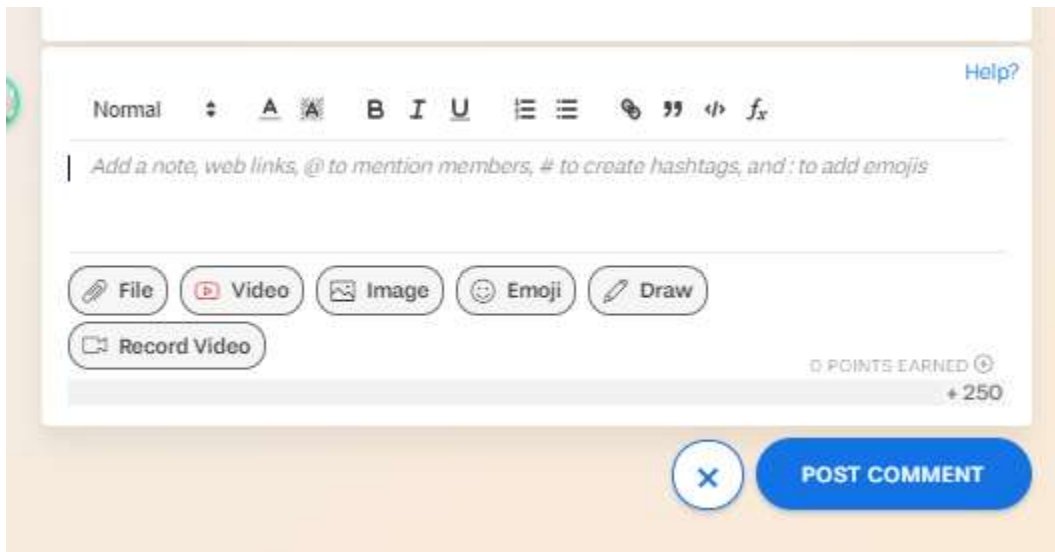 Help?
Normal A A B I U fx
Add a note, web links, @ to mention members, # to create hashtags, and : to add emojis
File Video Image Emoji Draw
Record Video
0 POINTS EARNED
+ 250
POST COMMENT